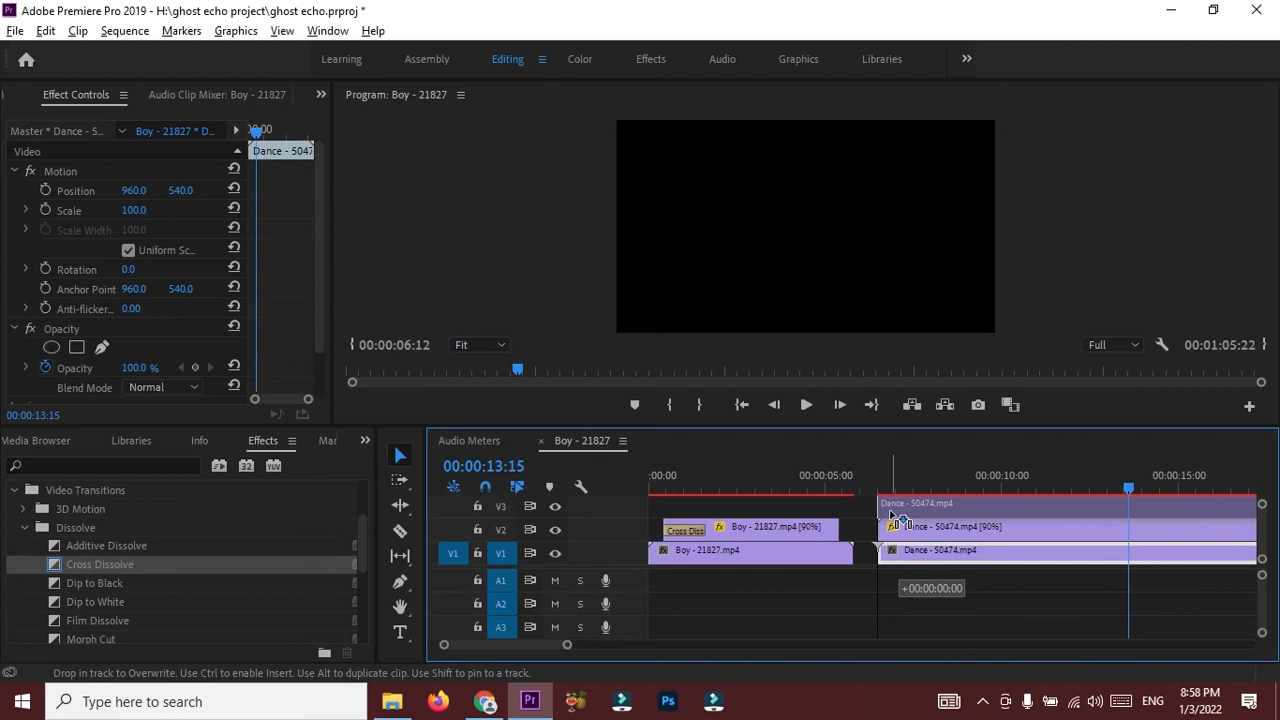 Adobe Premiere Pro 2019 - H:\ghost echo project\ghost echo.prproj *
File Edit Clip Sequence Markers Graphics View Window Help
Learning Assembly Editing Color Effects Audio Graphics Libraries
Effect Controls Audio Clip Mixer: Boy - 21827 Program: Boy - 21827
Master * Dance - S... Boy - 21827 * D... :00:00
Video Dance - S047
Motion
Position 960.0 540.0
Scale 100.0
Scale Width 100.0
Uniform Sc...
Rotation 0.0
Anchor Point 960.0 540.0
Anti-flicker... 0.00
Opacity
00:00:06:12 Fit Full 00:01:05:22
Opacity 100.0 %
Blend Mode Normal
00:00:13:15
Media Browser Libraries Info Effects Mar
Audio Meters × Boy - 21827
00:00:13:15
:00:00 00:00:05:00 00:00:10:00 00:00:15:00
Video Transitions
3D Motion
Dissolve
Additive Dissolve
Cross Dissolve
Dip to Black
Dip to White
Film Dissolve
Morph Cut
V3 Dance - S0474.mp4
V2 Cross Diss fx Boy - 21827.mp4 [90%] fx Dance - S0474.mp4 [90%]
V1 V1 fx Boy - 21827.mp4 fx Dance - S0474.mp4
A1 M S
A2 M S
A3 M S
+00:00:00:00
Drop in track to Overwrite. Use Ctrl to enable Insert. Use Alt to duplicate clip. Use Shift to pin to a track.
Type here to search
ENG
8:58 PM
1/3/2022